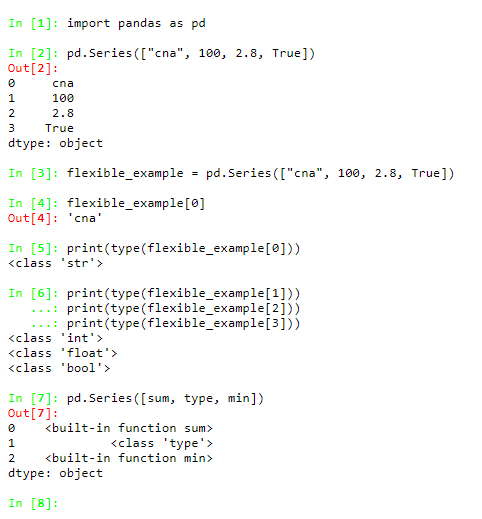 In [1]: import pandas as pd
In [2]: pd.Series(["cna", 100, 2.8, True])
Out[2]:
0     cna
1     100
2     2.8
3    True
dtype: object
In [3]: flexible_example = pd.Series(["cna", 100, 2.8, True])
In [4]: flexible_example[0]
Out[4]: 'cna'
In [5]: print(type(flexible_example[0]))
<class 'str'>
In [6]: print(type(flexible_example[1]))
   ...: print(type(flexible_example[2]))
   ...: print(type(flexible_example[3]))
<class 'int'>
<class 'float'>
<class 'bool'>
In [7]: pd.Series([sum, type, min])
Out[7]:
0    <built-in function sum>
1             <class 'type'>
2    <built-in function min>
dtype: object
In [8]: